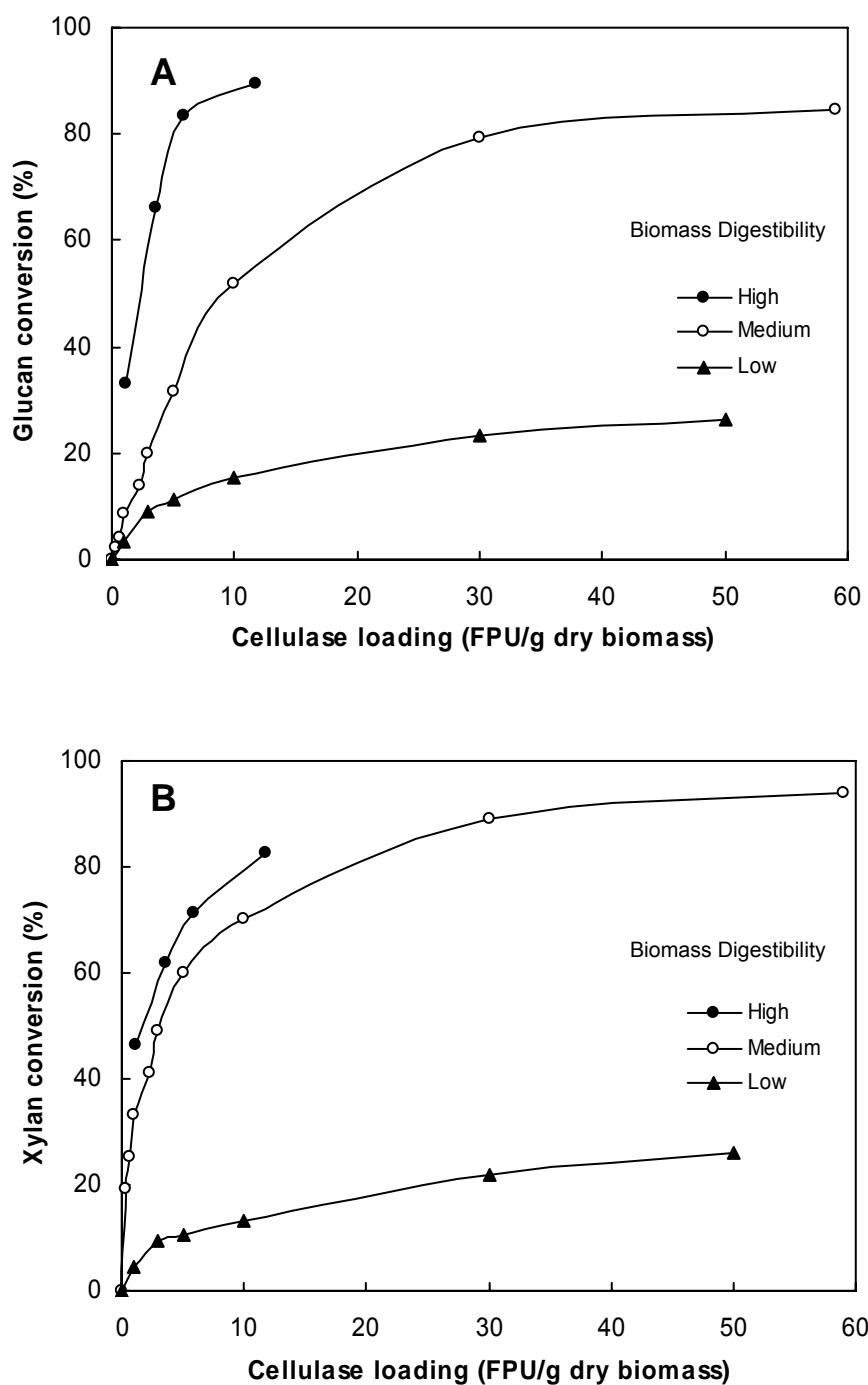 A
100
80
60
40
20
0
Glucan conversion (%)
Biomass Digestibility
High
Medium
Low
0 10 20 30 40 50 60
Cellulase loading (FPU/g dry biomass)
B
100
80
60
40
20
0
Xylan conversion (%)
Biomass Digestibility
High
Medium
Low
0 10 20 30 40 50 60
Cellulase loading (FPU/g dry biomass)